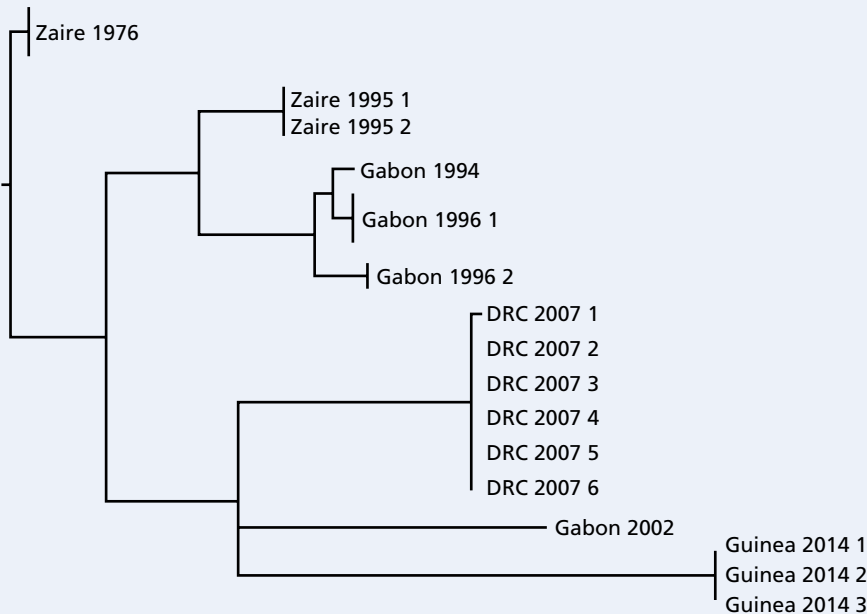 Zaire 1976
Zaire 1995 1
Zaire 1995 2
Gabon 1994
Gabon 1996 1
Gabon 1996 2
DRC 2007 1
DRC 2007 2
DRC 2007 3
DRC 2007 4
DRC 2007 5
DRC 2007 6
Gabon 2002
Guinea 2014 1
Guinea 2014 2
Guinea 2014 3